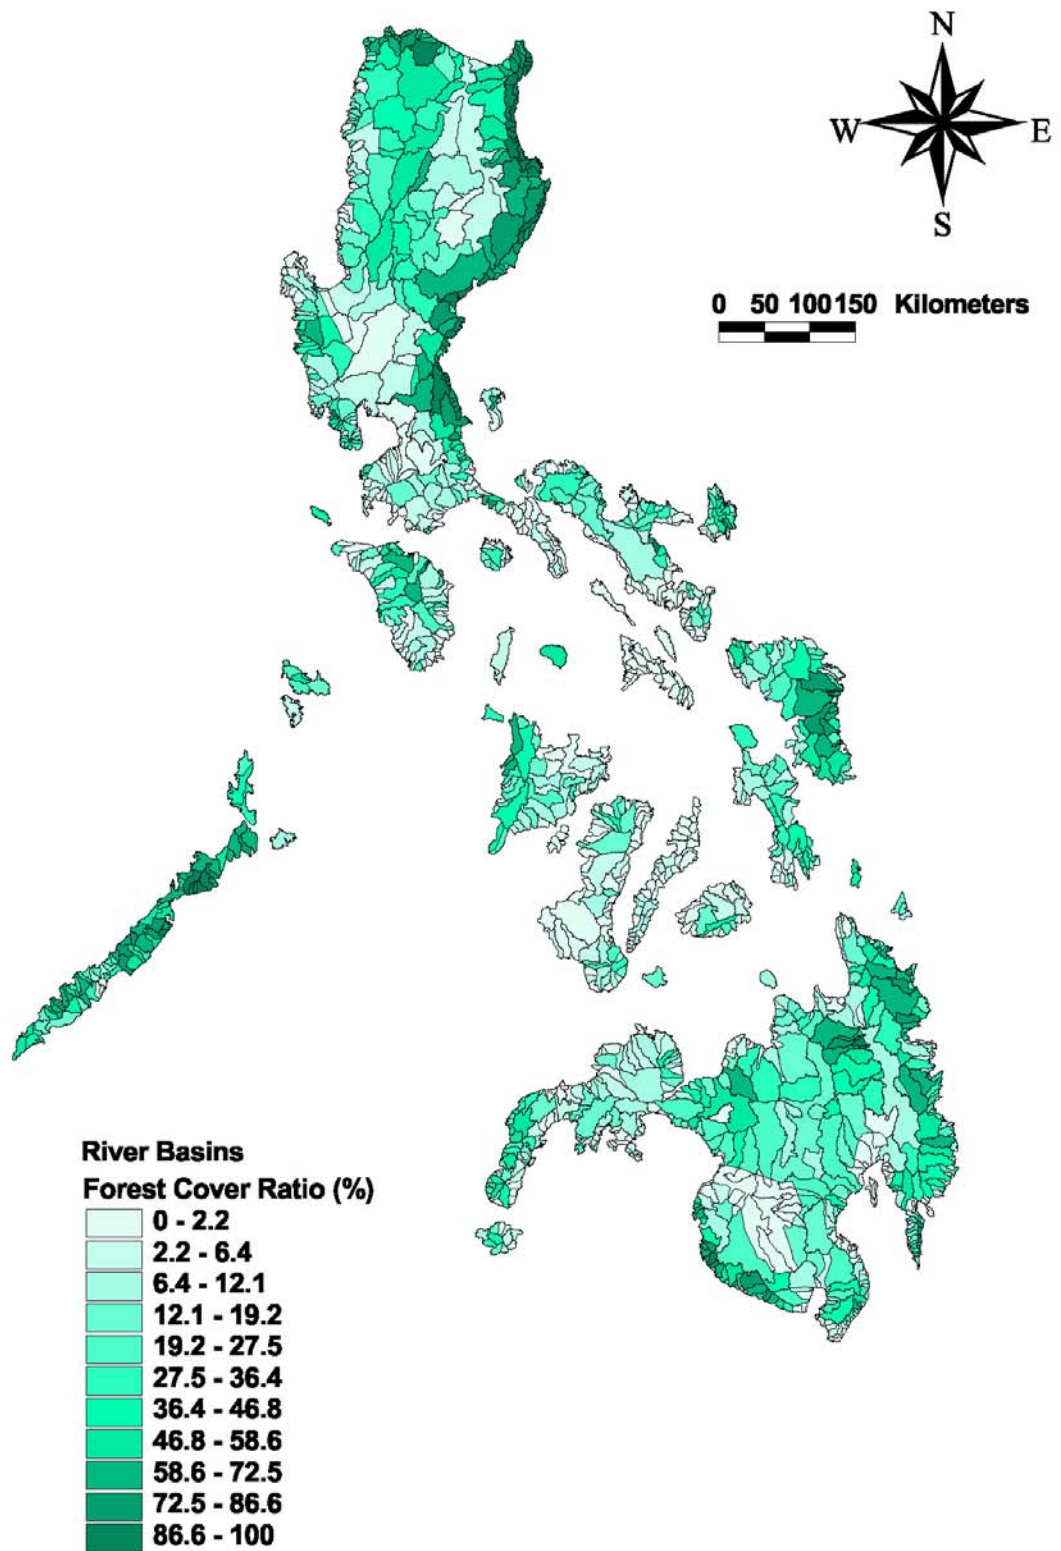 N
W E
S
0 50 100 150 Kilometers
River Basins
Forest Cover Ratio (%)
0 - 2.2
2.2 - 6.4
6.4 - 12.1
12.1 - 19.2
19.2 - 27.5
27.5 - 36.4
36.4 - 46.8
46.8 - 58.6
58.6 - 72.5
72.5 - 86.6
86.6 - 100